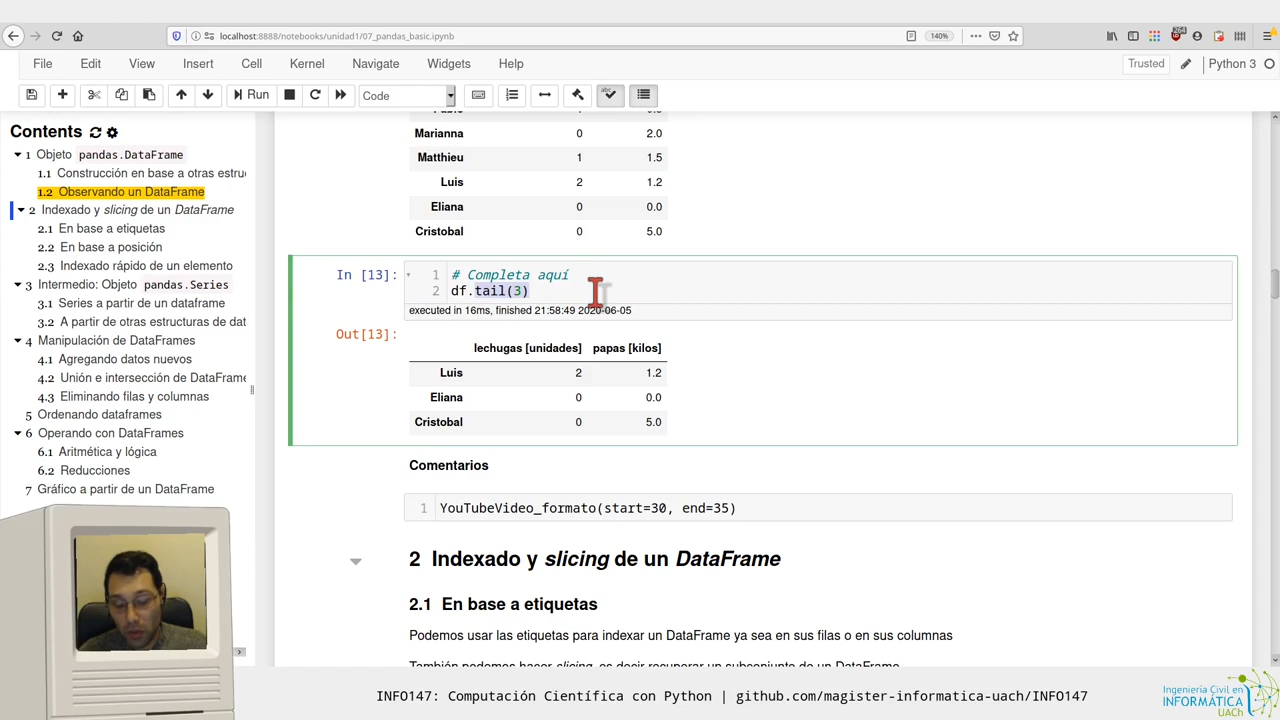 localhost:8888/notebooks/unidad1/07_pandas_basic.ipynb
140%
File Edit View Insert Cell Kernel Navigate Widgets Help
Trusted
Python 3
Run
Code
Contents
1 Objeto pandas.DataFrame
1.1 Construcción en base a otras estru
1.2 Observando un DataFrame
2 Indexado y slicing de un DataFrame
2.1 En base a etiquetas
2.2 En base a posición
2.3 Indexado rápido de un elemento
3 Intermedio: Objeto pandas.Series
3.1 Series a partir de un dataframe
3.2 A partir de otras estructuras de dat
4 Manipulación de DataFrames
4.1 Agregando datos nuevos
4.2 Unión e intersección de DataFrame
4.3 Eliminando filas y columnas
5 Ordenando dataframes
6 Operando con DataFrames
6.1 Aritmética y lógica
6.2 Reducciones
7 Gráfico a partir de un DataFrame
Marianna 0 2.0
Matthieu 1 1.5
Luis 2 1.2
Eliana 0 0.0
Cristobal 0 5.0
In [13]:
1 # Completa aquí
2 df.tail(3)
executed in 16ms, finished 21:58:49 2020-06-05
Out[13]:
lechugas [unidades] papas [kilos]
Luis 2 1.2
Eliana 0 0.0
Cristobal 0 5.0
Comentarios
1 YouTubeVideo_formato(start=30, end=35)
2 Indexado y slicing de un DataFrame
2.1 En base a etiquetas
Podemos usar las etiquetas para indexar un DataFrame ya sea en sus filas o en sus columnas
También podemos hacer slicing, es decir recuperar un subconjunto de un DataFrame
INFO147: Computación Científica con Python | github.com/magister-informatica-uach/INFO147
Ingeniería Civil en
INFORMÁTICA
UACh